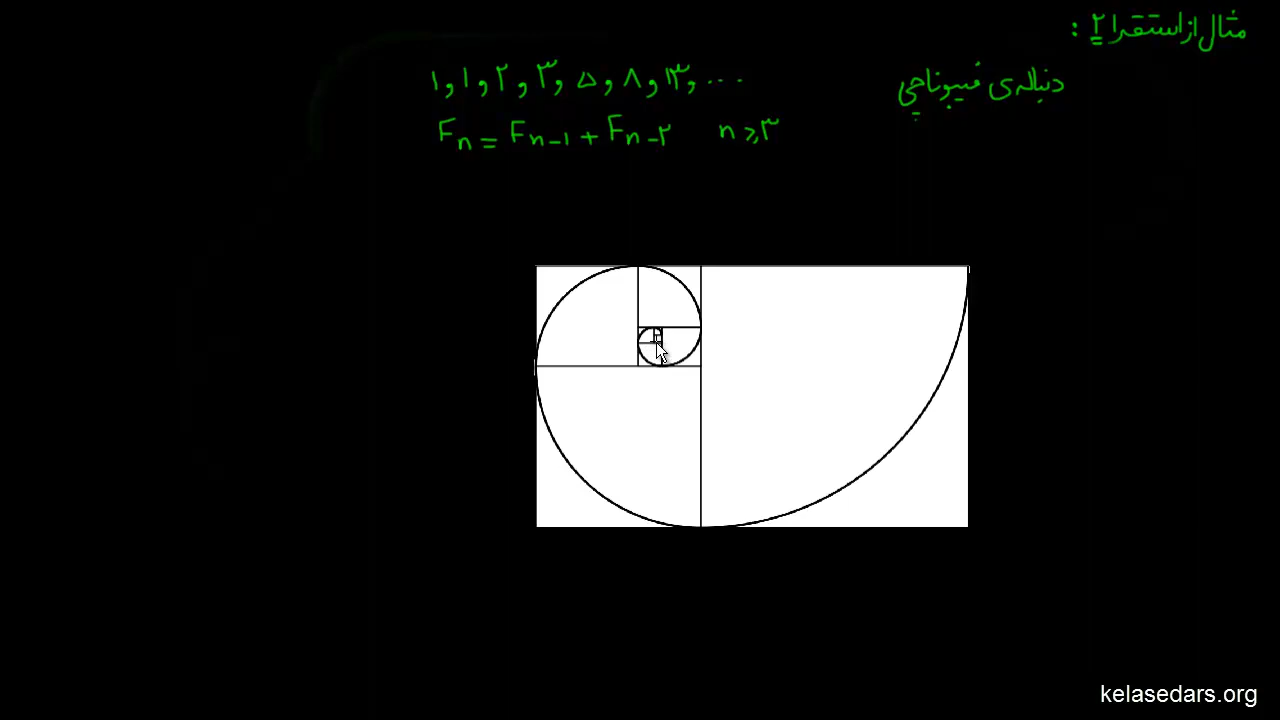 مثال از استقرا ۲ :
دنباله‌ی فیبوناچی
۱ , ۱ , ۲ , ۳ , ۵ , ۸ , ۱۳ , ...
Fn = Fn-۱ + Fn-۲ n ≥ ۳
kelasedars.org